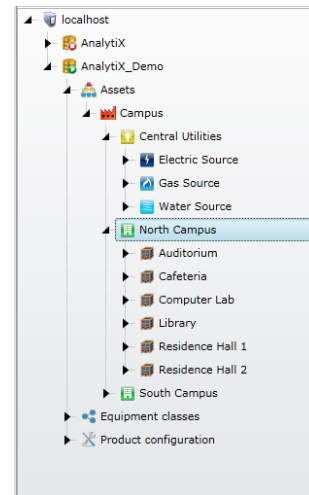 localhost
AnalytiX
AnalytiX_Demo
Assets
Campus
Central Utilities
Electric Source
Gas Source
Water Source
North Campus
Auditorium
Cafeteria
Computer Lab
Library
Residence Hall 1
Residence Hall 2
South Campus
Equipment classes
Product configuration